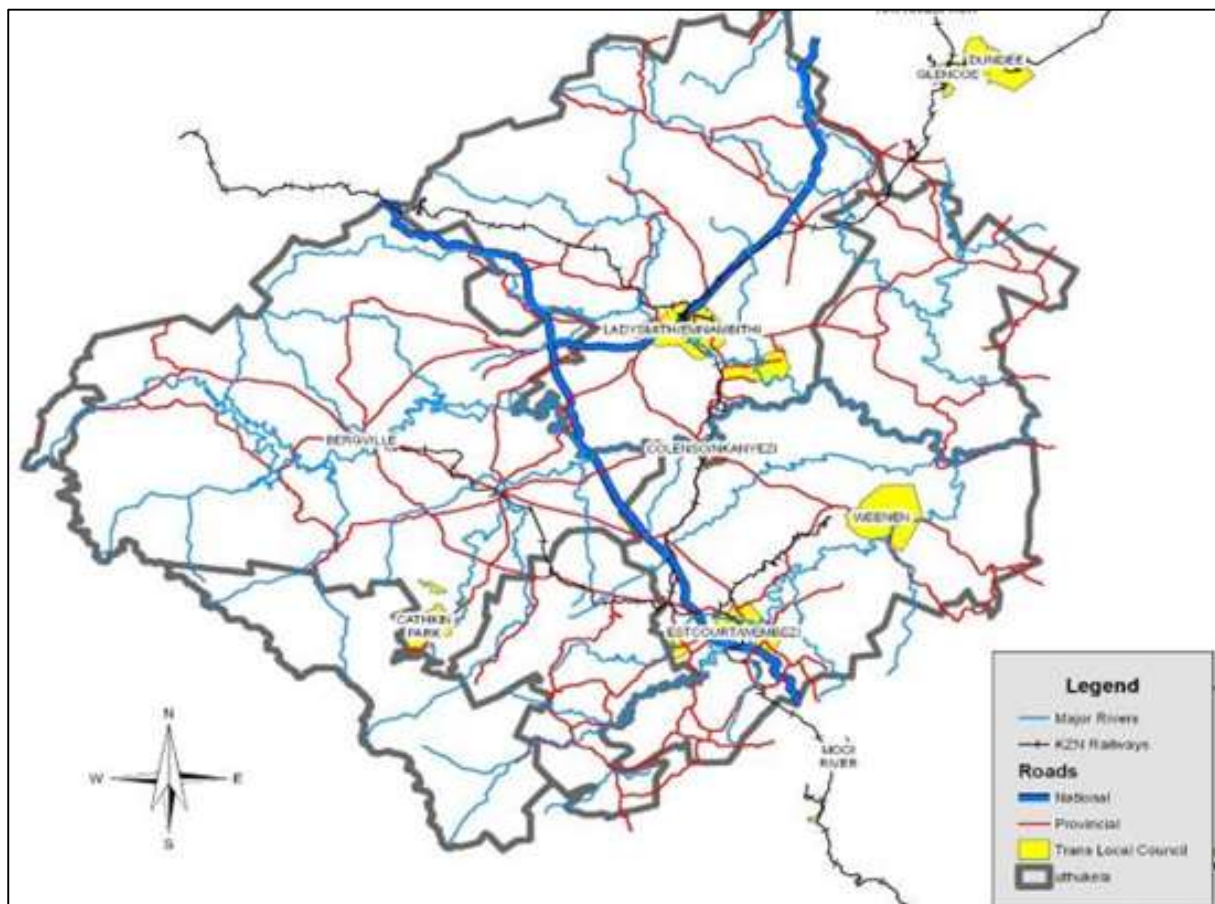 DUNDEE
GLENCOE
LADYSMITH/EMNAMBITHI
BERGVILLE
COLENSO/NKANYEZI
WEENEN
CATHKIN
PARK
ESTCOURT/WEMBEZI
MOOI
RIVER
N
W
E
S
Legend
Major Rivers
KZN Railways
Roads
National
Provincial
Trans Local Council
uthukela